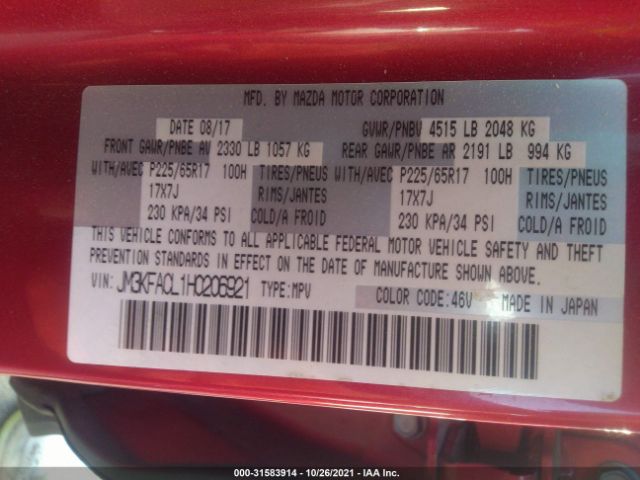 MFD. BY MAZDA MOTOR CORPORATION
DATE 08/17 GVWR/PNBV 4515 LB 2048 KG
FRONT GAWR/PNBE AV 2330 LB 1057 KG REAR GAWR/PNBE AR 2191 LB 994 KG
WITH/AVEC P225/65R17 100H TIRES/PNEUS WITH/AVEC P225/65R17 100H TIRES/PNEUS
17X7J RIMS/JANTES 17X7J RIMS/JANTES
230 KPA/34 PSI COLD/A FROID 230 KPA/34 PSI COLD/A FROID
THIS VEHICLE CONFORMS TO ALL APPLICABLE FEDERAL MOTOR VEHICLE SAFETY AND THEFT
PREVENTION STANDARDS IN EFFECT ON THE DATE OF MANUFACTURE SHOWN ABOVE.
VIN: JM3KFACL1H0206921 TYPE:MPV COLOR CODE:46V MADE IN JAPAN
000-31583914 - 10/26/2021 - IAA Inc.